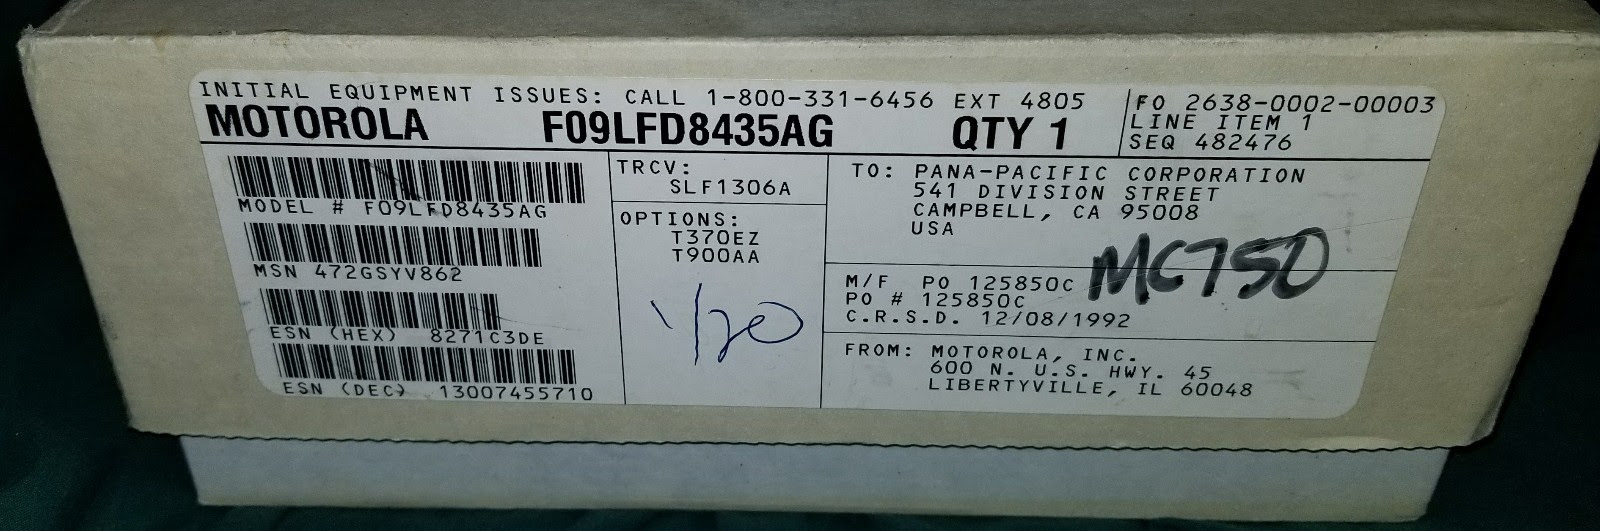 INITIAL EQUIPMENT ISSUES: CALL 1-800-331-6456 EXT 4805
MOTOROLA F09LFD8435AG QTY 1
FO 2638-0002-00003
LINE ITEM 1
SEQ 482476
MODEL # F09LFD8435AG
MSN 472GSYV862
ESN (HEX) 8271C3DE
ESN (DEC) 13007455710
TRCV:
SLF1306A
OPTIONS:
T370EZ
T900AA
1/20
TO: PANA-PACIFIC CORPORATION
541 DIVISION STREET
CAMPBELL, CA 95008
USA
MC750
M/F PO 125850C
PO # 125850C
C.R.S.D. 12/08/1992
FROM: MOTOROLA, INC.
600 N. U.S. HWY. 45
LIBERTYVILLE, IL 60048